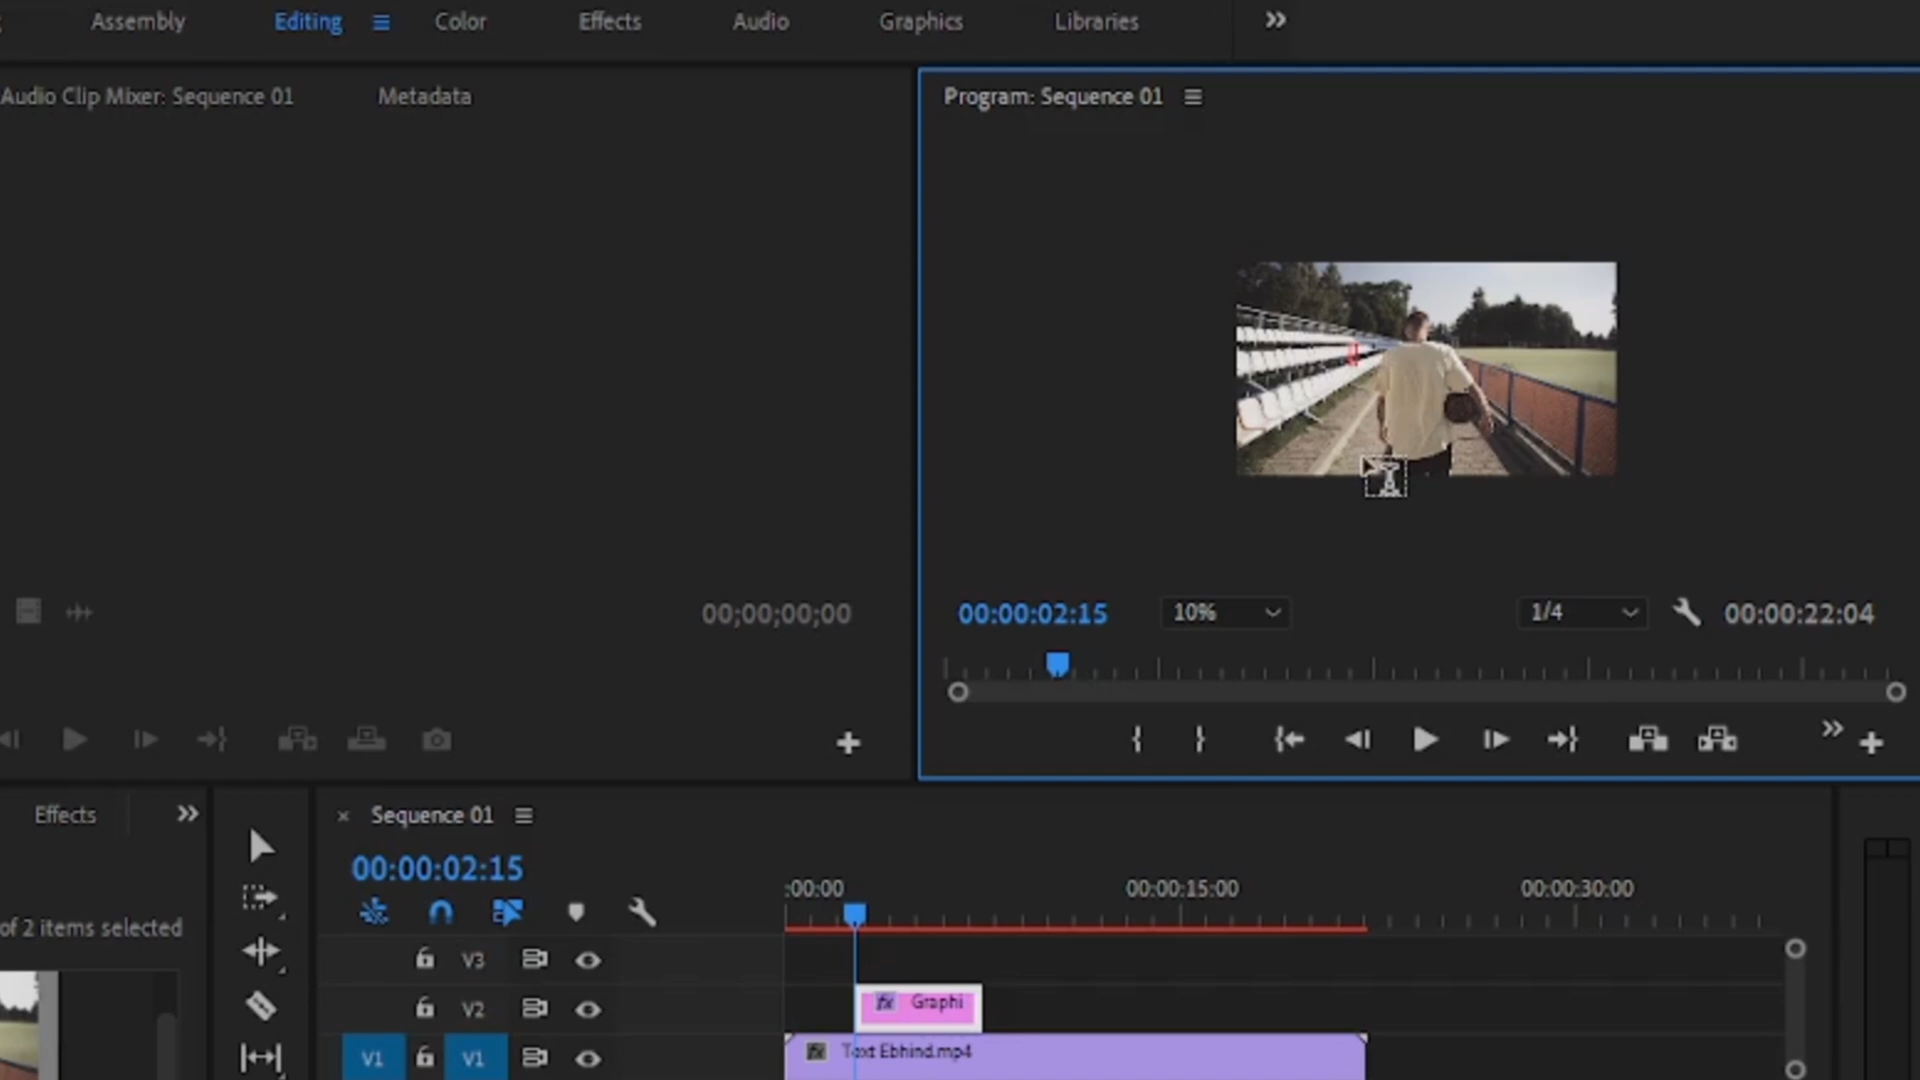 Assembly
Editing
Color
Effects
Audio
Graphics
Libraries
Audio Clip Mixer: Sequence 01
Metadata
Program: Sequence 01
00;00;00;00
00:00:02:15
10%
1/4
00:00:22:04
Effects
Sequence 01
00:00:02:15
:00:00
00:00:15:00
00:00:30:00
of 2 items selected
V3
V2
fx Graphi
V1
V1
fx Text Ebhind.mp4